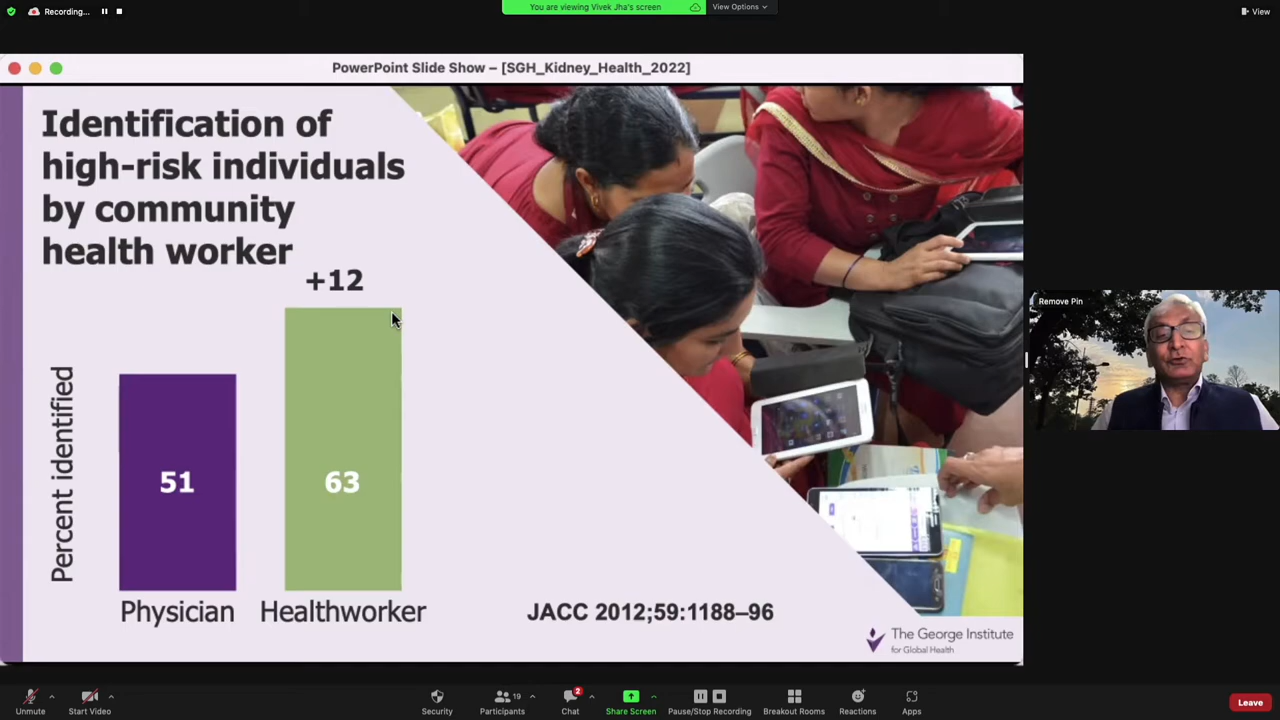 Recording...
You are viewing Vivek Jha's screen
View Options
View
PowerPoint Slide Show – [SGH_Kidney_Health_2022]
Identification of
high-risk individuals
by community
health worker
+12
Percent identified
51
63
Physician
Healthworker
JACC 2012;59:1188–96
The George Institute
for Global Health
Remove Pin
Unmute
Start Video
Security
Participants
19
Chat
2
Share Screen
Pause/Stop Recording
Breakout Rooms
Reactions
Apps
Leave